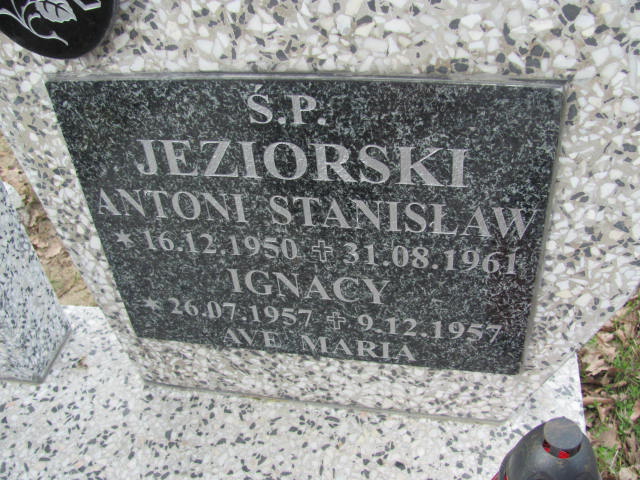 Ś.P.
JEZIORSKI
ANTONI STANISŁAW
* 16.12.1950 ✝ 31.08.1961
IGNACY
* 26.07.1957 ✝ 9.12.1957
AVE MARIA